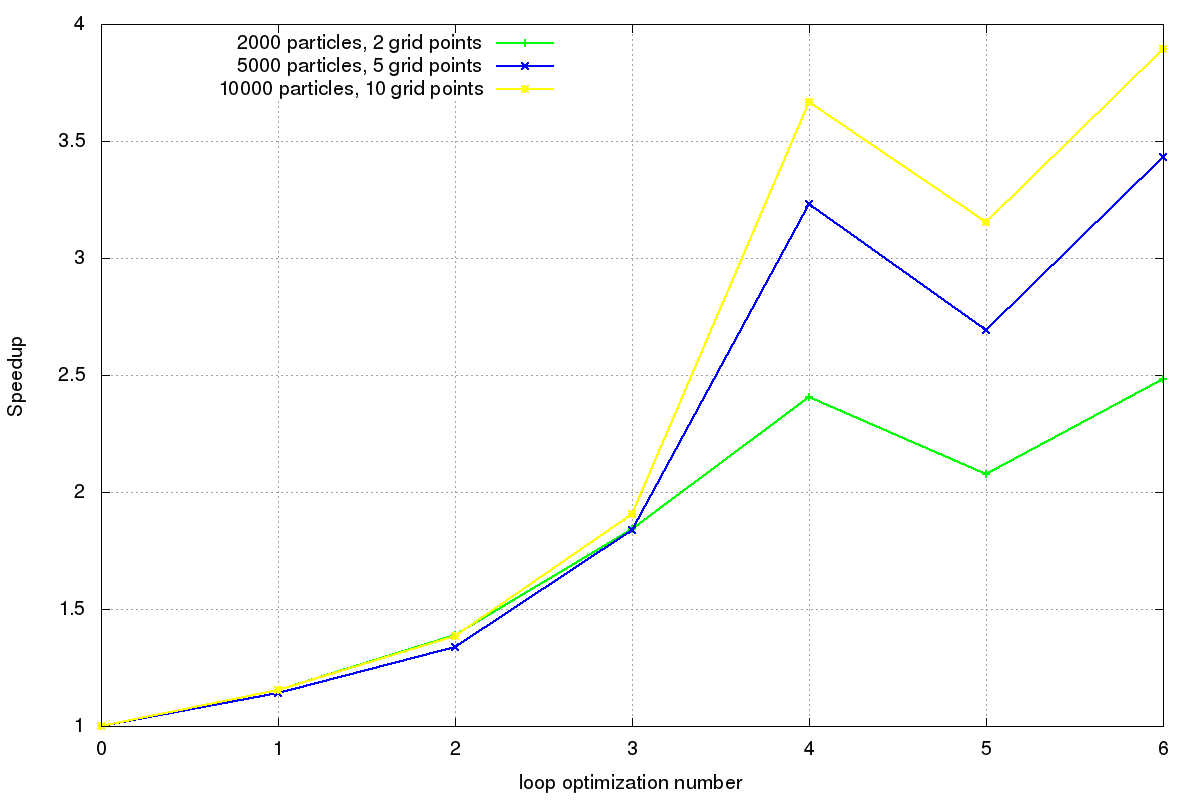 4
2000 particles, 2 grid points
5000 particles, 5 grid points
10000 particles, 10 grid points
3.5
3
2.5
2
1.5
1
Speedup
0 1 2 3 4 5 6
loop optimization number